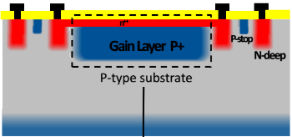 n++
Gain Layer P+
P-stop
N-deep
P-type substrate